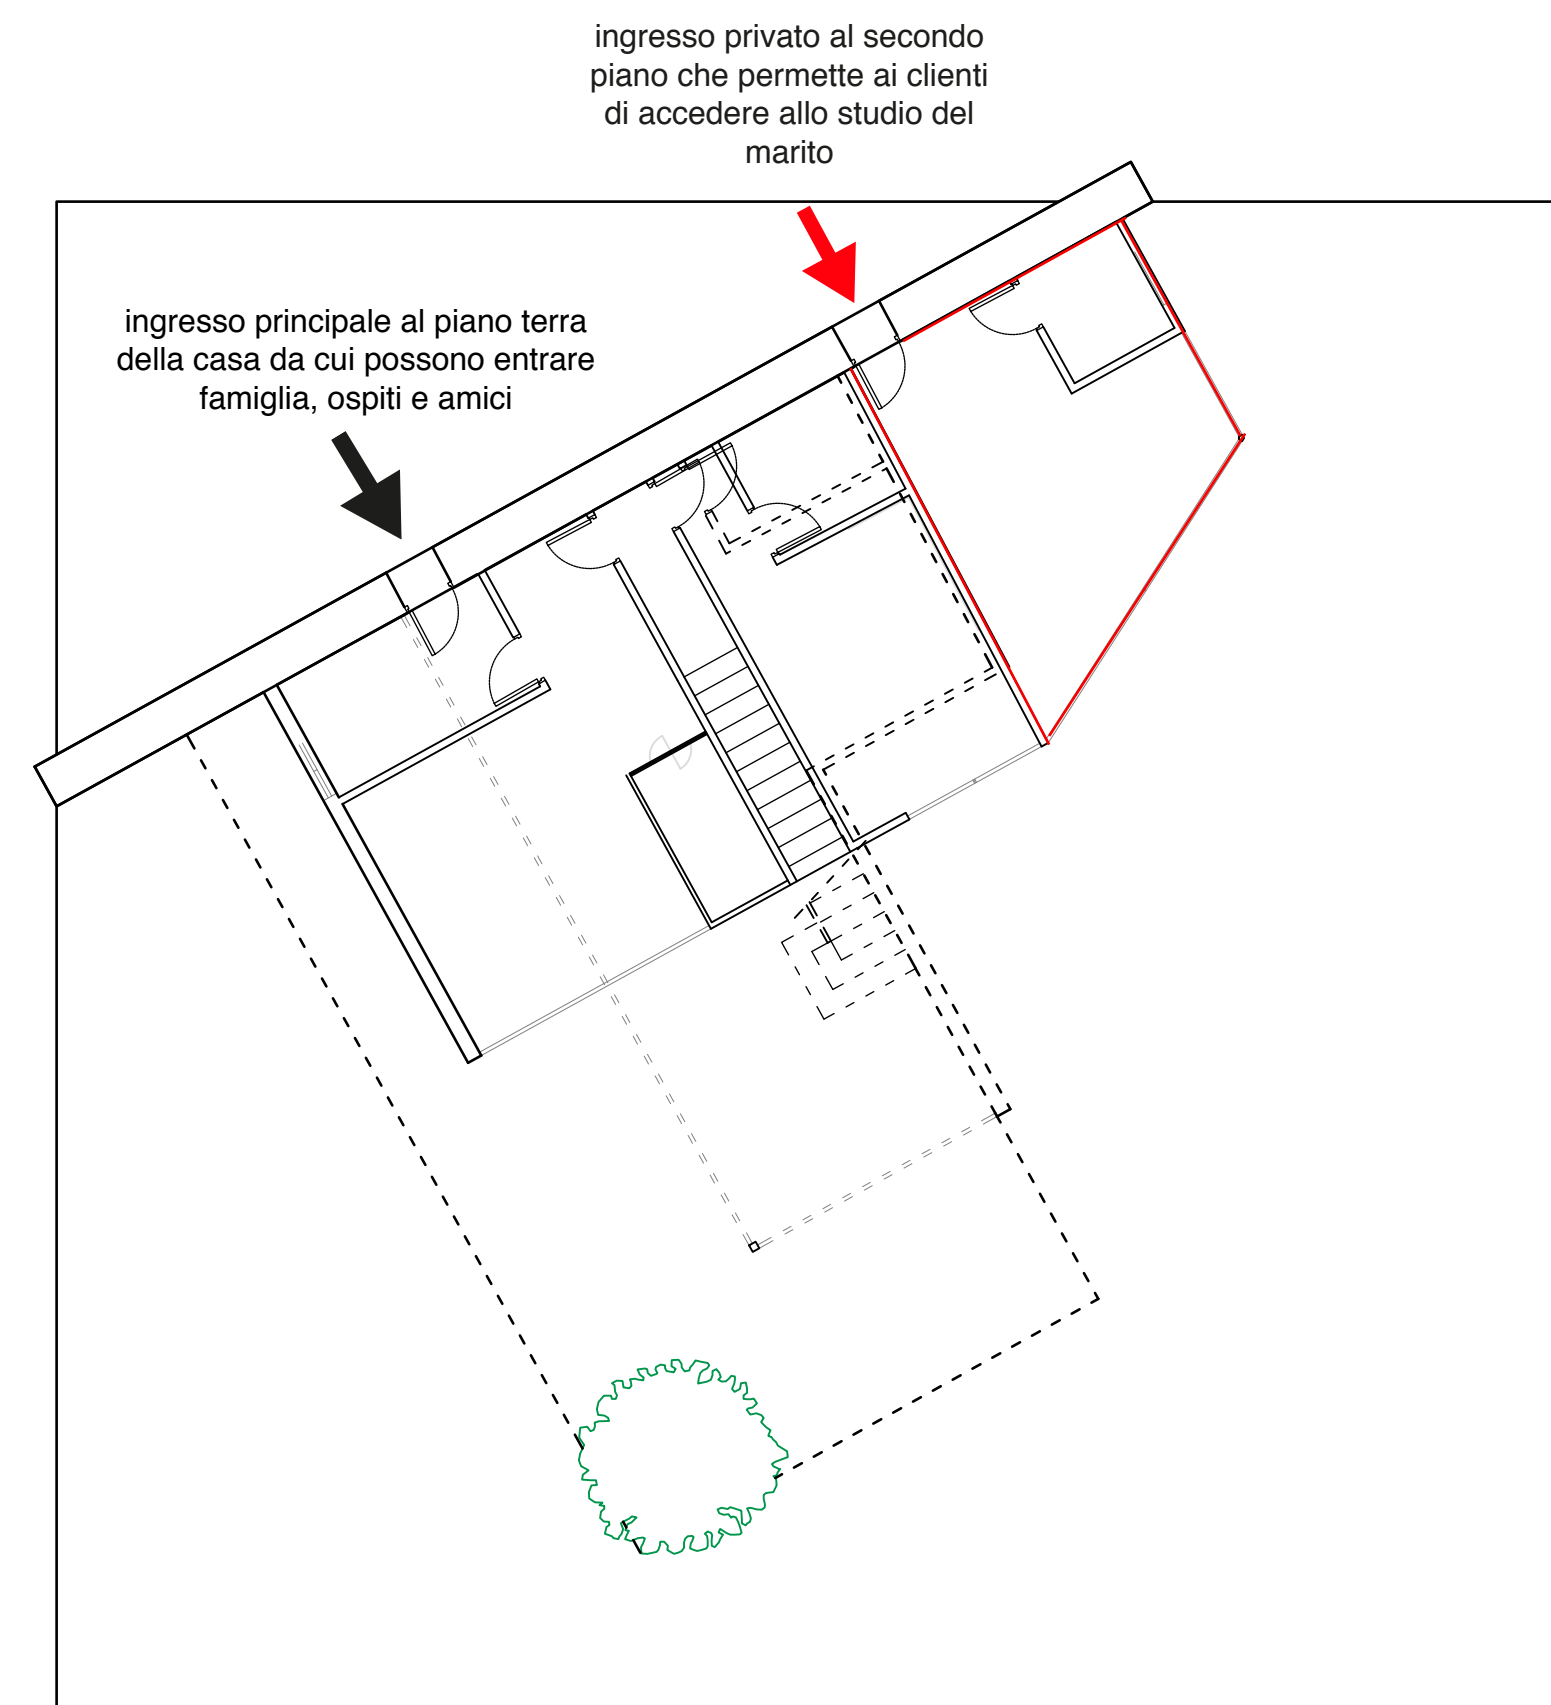 ingresso privato al secondo
piano che permette ai clienti
di accedere allo studio del
marito
ingresso principale al piano terra
della casa da cui possono entrare
famiglia, ospiti e amici